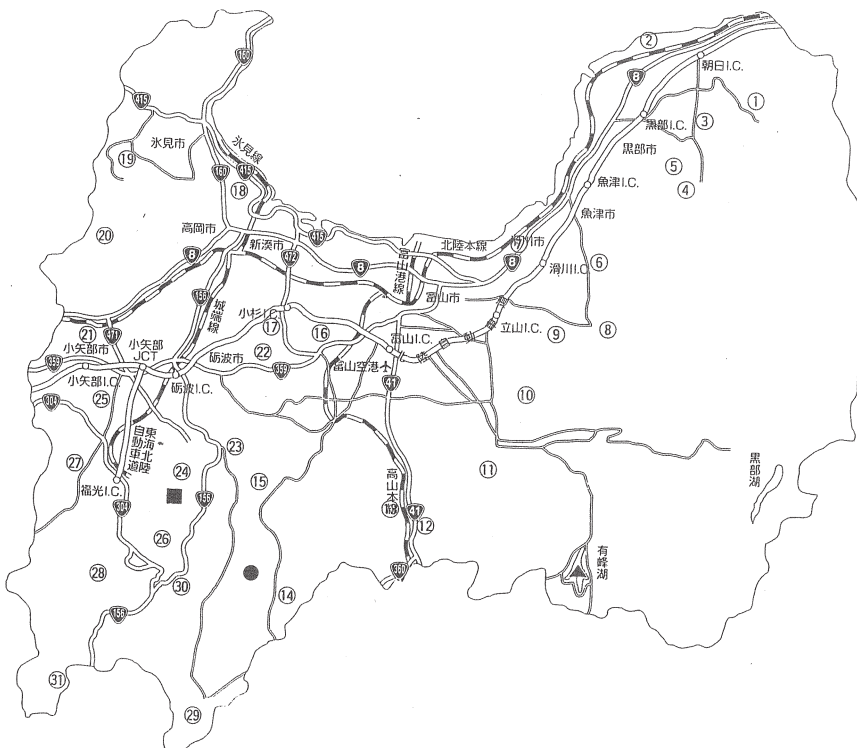 160
②
朝日I.C.
8
415
①
黒部I.C.
③
氷見市
氷見線
黒部市
⑲
160
415
⑤
⑱
魚津I.C.
④
魚津市
⑳
高岡市
新湊市
415
北陸本線
滑川市
⑦
472
富山港線
8
8
8
滑川I.C.
⑥
156
城端線
富山市
小杉I.C.
⑰
⑯
立山I.C.
⑨
⑧
㉑
471
小矢部市
小矢部
JCT
㉒
富山I.C.
359
砺波市
359
富山空港
小矢部I.C.
砺波I.C.
41
304
㉕
⑩
東海北陸
自動車道
㉓
㉗
㉔
⑮
高山本線
⑪
黒部湖
福光I.C.
156
304
41
⑫
㉖
有峰湖
㉘
360
㉚
⑭
156
㉛
㉙